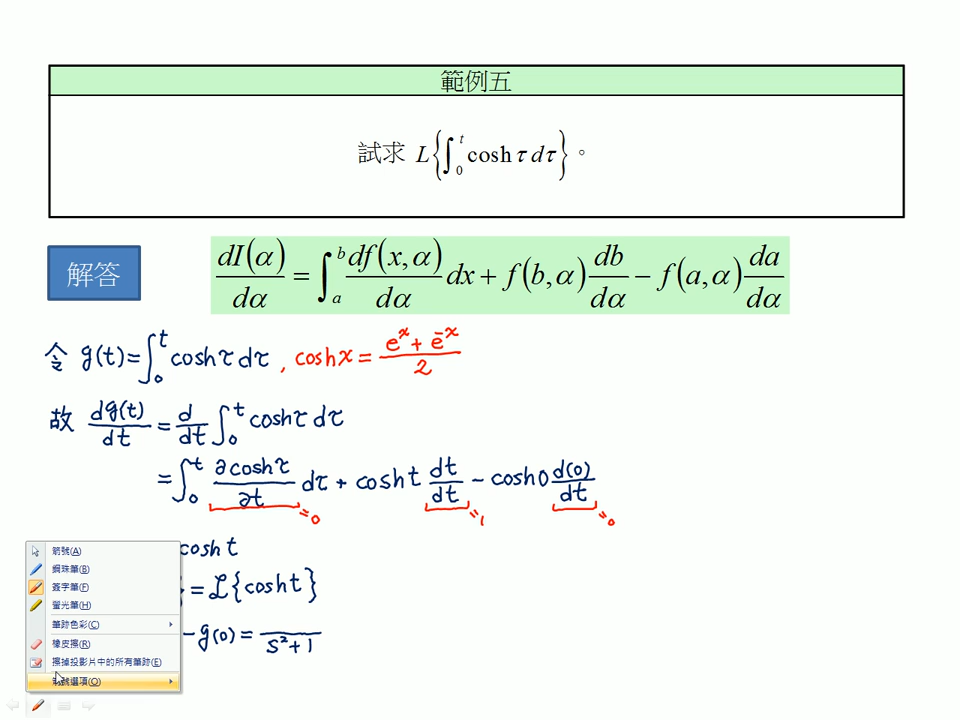 範例五
試求 L{∫₀ᵗ cosh τ dτ}。
解答
dI(α)/dα = ∫ₐᵇ df(x,α)/dα dx + f(b,α) db/dα − f(a,α) da/dα
令 g(t)=∫₀ᵗ cosh τ dτ , cosh x = (eˣ + e⁻ˣ)/2
故 dg(t)/dt = d/dt ∫₀ᵗ cosh τ dτ
= ∫₀ᵗ ∂cosh τ/∂t dτ + cosh t dt/dt − cosh 0 d(0)/dt
=0 =1 =0
cosh t
= ℒ{cosh t}
− g(0) = /(s²+1)
箭號(A)
鋼珠筆(B)
簽字筆(F)
螢光筆(H)
筆跡色彩(C)
橡皮擦(R)
擦掉投影片中的所有筆跡(E)
選項(O)